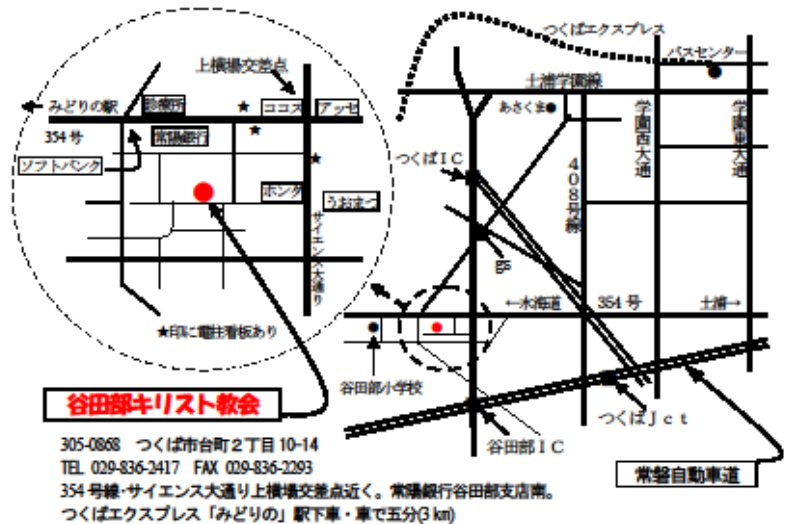 つくばエクスプレス
バスセンター
上横場交差点
土浦学園線
みどりの駅
診療所
★
ココス
アッセ
あさくま●
学園西大通
学園東大通
354号
常陽銀行
★
つくばIC
408号線
ソフトバンク
★
ホンダ
うおまつ
サイエンス大通り
gs
←水海道
354号
土浦→
★印に電柱看板あり
谷田部小学校
谷田部キリスト教会
つくばJct
谷田部IC
常磐自動車道
305-0868 つくば市台町2丁目10-14
TEL 029-836-2417 FAX 029-836-2293
354号線・サイエンス大通り上横場交差点近く。常陽銀行谷田部支店南。
つくばエクスプレス「みどりの」駅下車・車で五分(3km)